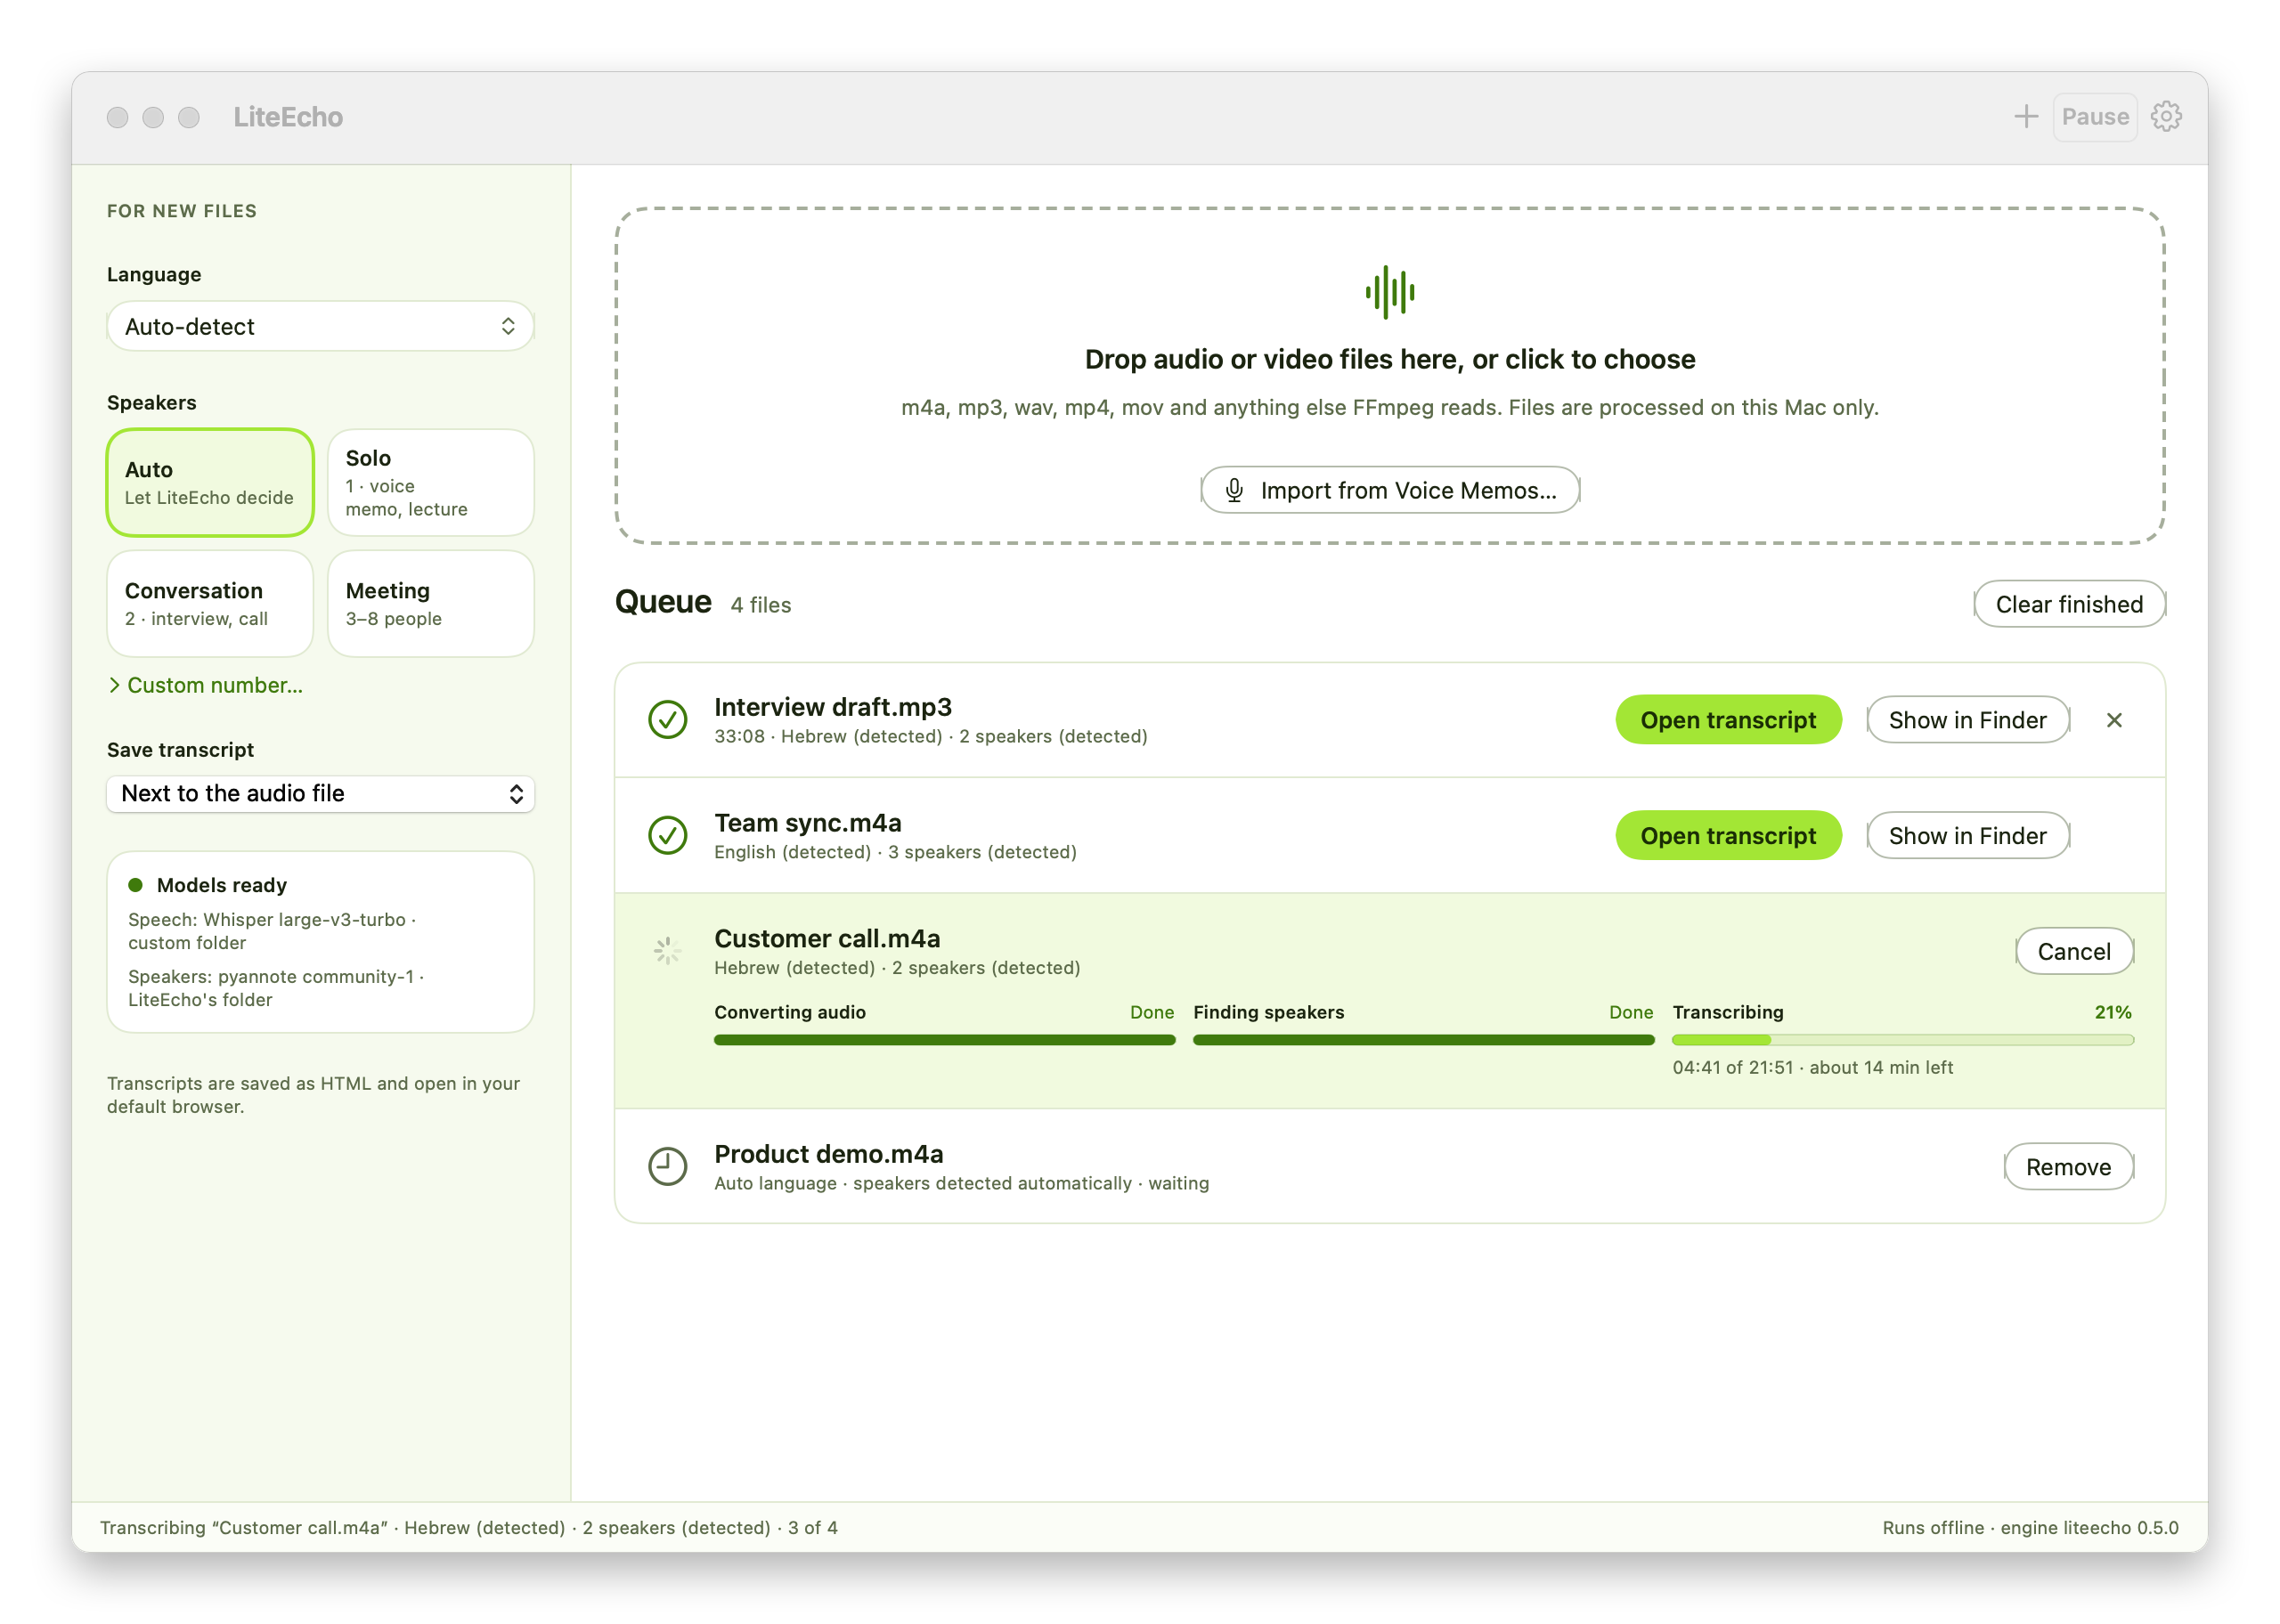 LiteEcho
Pause
FOR NEW FILES
Language
Auto-detect
Speakers
Auto
Let LiteEcho decide
Solo
1 · voice
memo, lecture
Conversation
2 · interview, call
Meeting
3–8 people
Custom number...
Save transcript
Next to the audio file
Models ready
Speech: Whisper large-v3-turbo ·
custom folder
Speakers: pyannote community-1 ·
LiteEcho's folder
Transcripts are saved as HTML and open in your
default browser.
Drop audio or video files here, or click to choose
m4a, mp3, wav, mp4, mov and anything else FFmpeg reads. Files are processed on this Mac only.
Import from Voice Memos...
Queue 4 files
Clear finished
Interview draft.mp3
33:08 · Hebrew (detected) · 2 speakers (detected)
Open transcript
Show in Finder
Team sync.m4a
English (detected) · 3 speakers (detected)
Open transcript
Show in Finder
Customer call.m4a
Hebrew (detected) · 2 speakers (detected)
Cancel
Converting audio Done
Finding speakers Done
Transcribing 21%
04:41 of 21:51 · about 14 min left
Product demo.m4a
Auto language · speakers detected automatically · waiting
Remove
Transcribing “Customer call.m4a” · Hebrew (detected) · 2 speakers (detected) · 3 of 4
Runs offline · engine liteecho 0.5.0